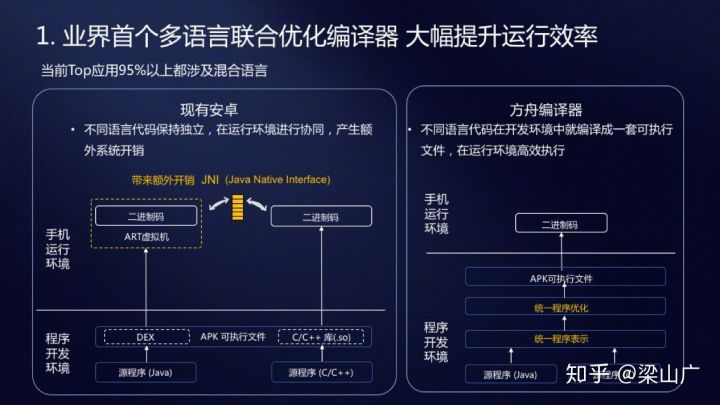 1. 业界首个多语言联合优化编译器 大幅提升运行效率
当前Top应用95%以上都涉及混合语言
现有安卓
• 不同语言代码保持独立，在运行环境进行协同，产生额
外系统开销
带来额外开销 JNI (Java Native Interface)
手机
运行
环境
二进制码
ART虚拟机
二进制码
程序
开发
环境
DEX
APK 可执行文件
C/C++ 库(.so)
源程序 (Java)
源程序 (C/C++)
方舟编译器
• 不同语言代码在开发环境中就编译成一套可执行
文件，在运行环境高效执行
手机
运行
环境
二进制码
程序
开发
环境
APK可执行文件
统一程序优化
统一程序表示
源程序 (Java)
知乎 @梁山广